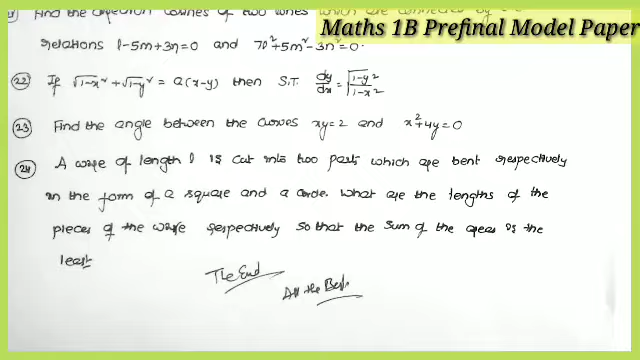 Maths 1B Prefinal Model Paper
Find the direction cosines of two lines which are connected by
relations l-5m+3n=0 and 7l²+5m²-3n²=0.
(22) If √1-x² + √1-y² = a(x-y) then S.T dy/dx = √1-y²/1-x²
(23) Find the angle between the curves xy=2 and x²+4y=0
(24) A wire of length l is cut into two parts which are bent respectively
in the form of a square and a circle. What are the lengths of the
pieces of the wire respectively so that the sum of the areas is the
least
The End
All the Best